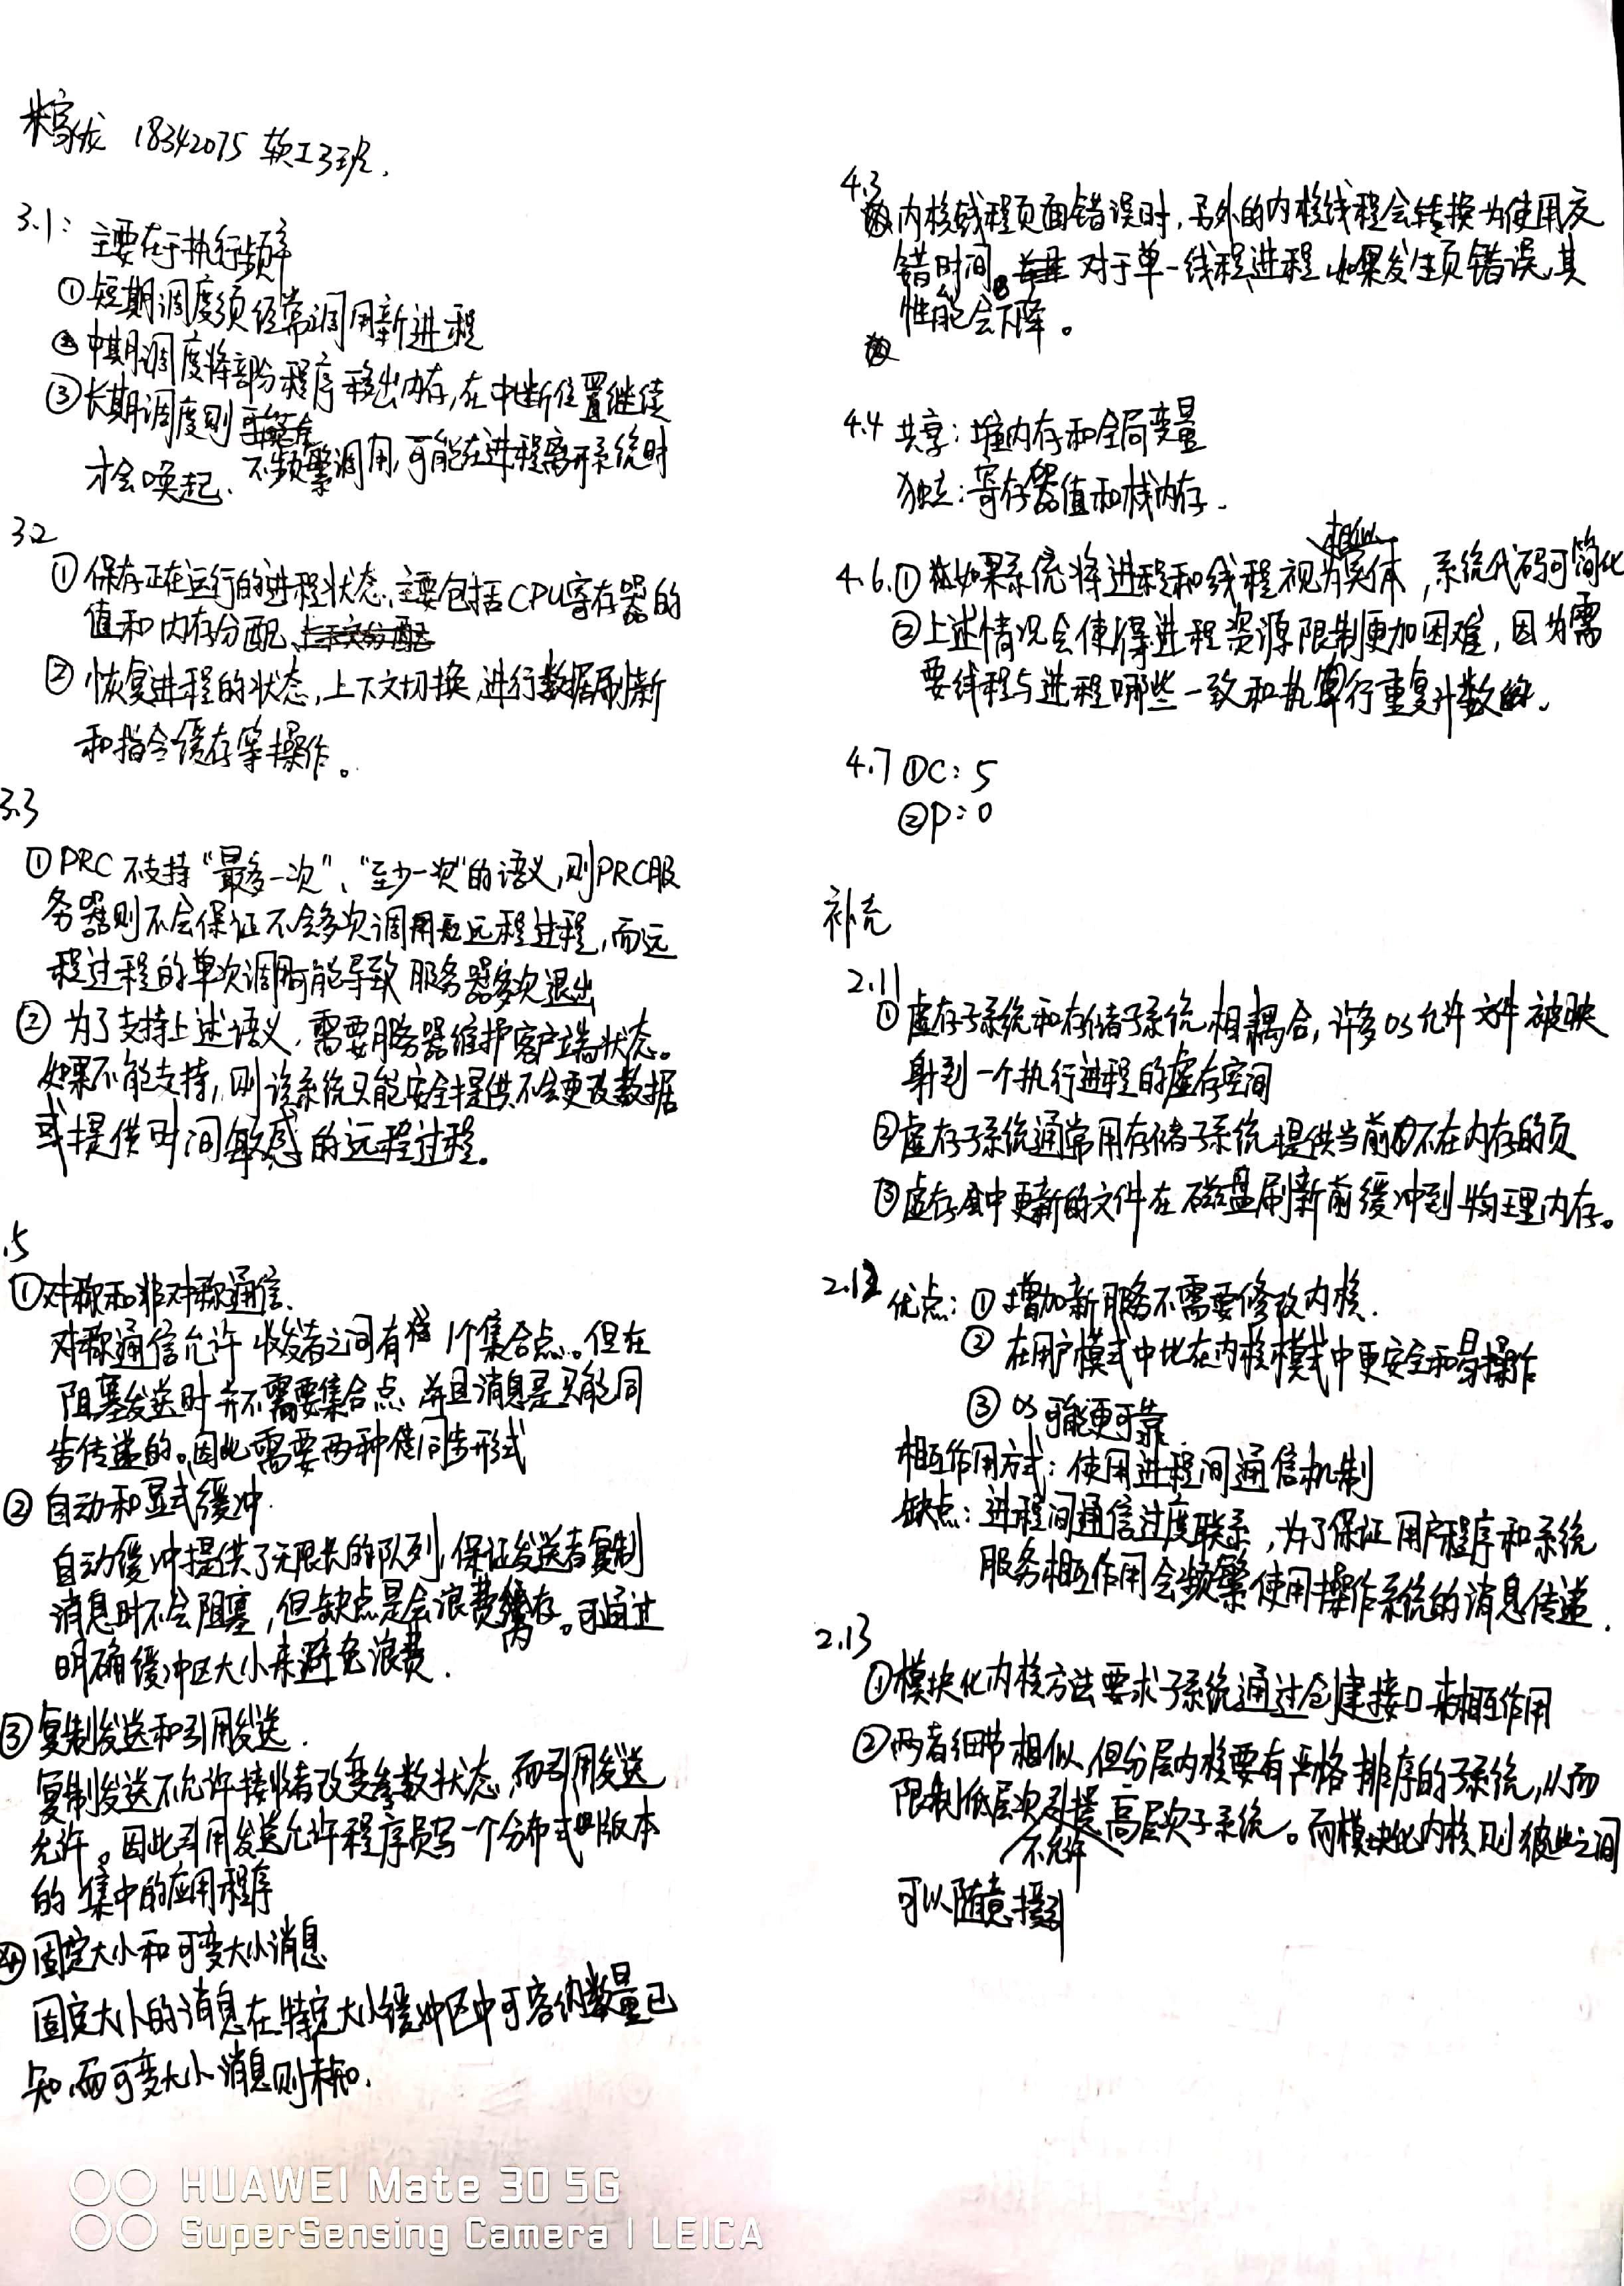 18342075 软工3班.
3.1: 主要在于执行频率
①短期调度须经常调用新进程
②中期调度将部分程序移出内存,在中断位置继续
③长期调度则不频繁调用,可能在进程离开系统时
才会唤起.
3.2
①保存正在运行的进程状态,主要包括CPU寄存器的
值和内存分配
②恢复进程的状态,上下文切换,进行数据刷新
和指令缓存等操作。
3.3
①PRC不支持“最多一次”、“至少一次”的语义,则PRC服
务器则不会保证不会多次调用远程过程,而远
程过程的单次调用可能导致服务器多次退出
②为了支持上述语义,需要服务器维护客户端状态。
如果不能支持,则该系统只能安全提供不会更改数据
或提供时间敏感的远程过程.
.5
①对称和非对称通信.
对称通信允许收发者之间有1个集合点。但在
阻塞发送时并不需要集合点,并且消息是只能同
步传递的。因此需要两种同步形式
②自动和显式缓冲.
自动缓冲提供了无限长的队列,保证发送者复制
消息时不会阻塞,但缺点是会浪费内存。可通过
明确缓冲区大小来避免浪费.
③复制发送和引用发送.
复制发送不允许接收者改变参数状态,而引用发送
允许。因此引用发送允许程序员写一个分布式版本
的集中的应用程序
④固定大小和可变大小消息
固定大小的消息在特定大小缓冲区中可容纳数量已
知,而可变大小消息则未知.
4.3
内核线程页面错误时,另外的内核线程会转换为使用交
错时间。对于单一线程进程,如果发生页错误,其
性能会下降。
4.4 共享:堆内存和全局变量
独立:寄存器值和栈内存.
4.6.①如果系统将进程和线程视为相似实体,系统代码可简化
②上述情况会使得进程资源限制更加困难,因为需
要线程与进程哪些一致和执行重复计数的.
4.7 ①C: 5
②P: 0
补充
2.11
①虚存子系统和存储子系统相耦合,许多OS允许文件被映
射到一个执行进程的虚存空间
②虚存子系统通常用存储子系统提供当前不在内存的页
③虚存中更新的文件在磁盘刷新前缓冲到物理内存。
2.12 优点:①增加新服务不需要修改内核.
②在用户模式中比在内核模式中更安全和易操作
③OS可能更可靠.
相互作用方式:使用进程间通信机制
缺点:进程间通信过度联系,为了保证用户程序和系统
服务相互作用会频繁使用操作系统的消息传递.
2.13
①模块化内核方法要求子系统通过创建接口来相互作用
②两者细节相似,但分层内核要有严格排序的子系统,从而
限制低层次不允许接高层次子系统。而模块化内核则彼此之间
可以随意接
HUAWEI Mate 30 5G
SuperSensing Camera | LEICA